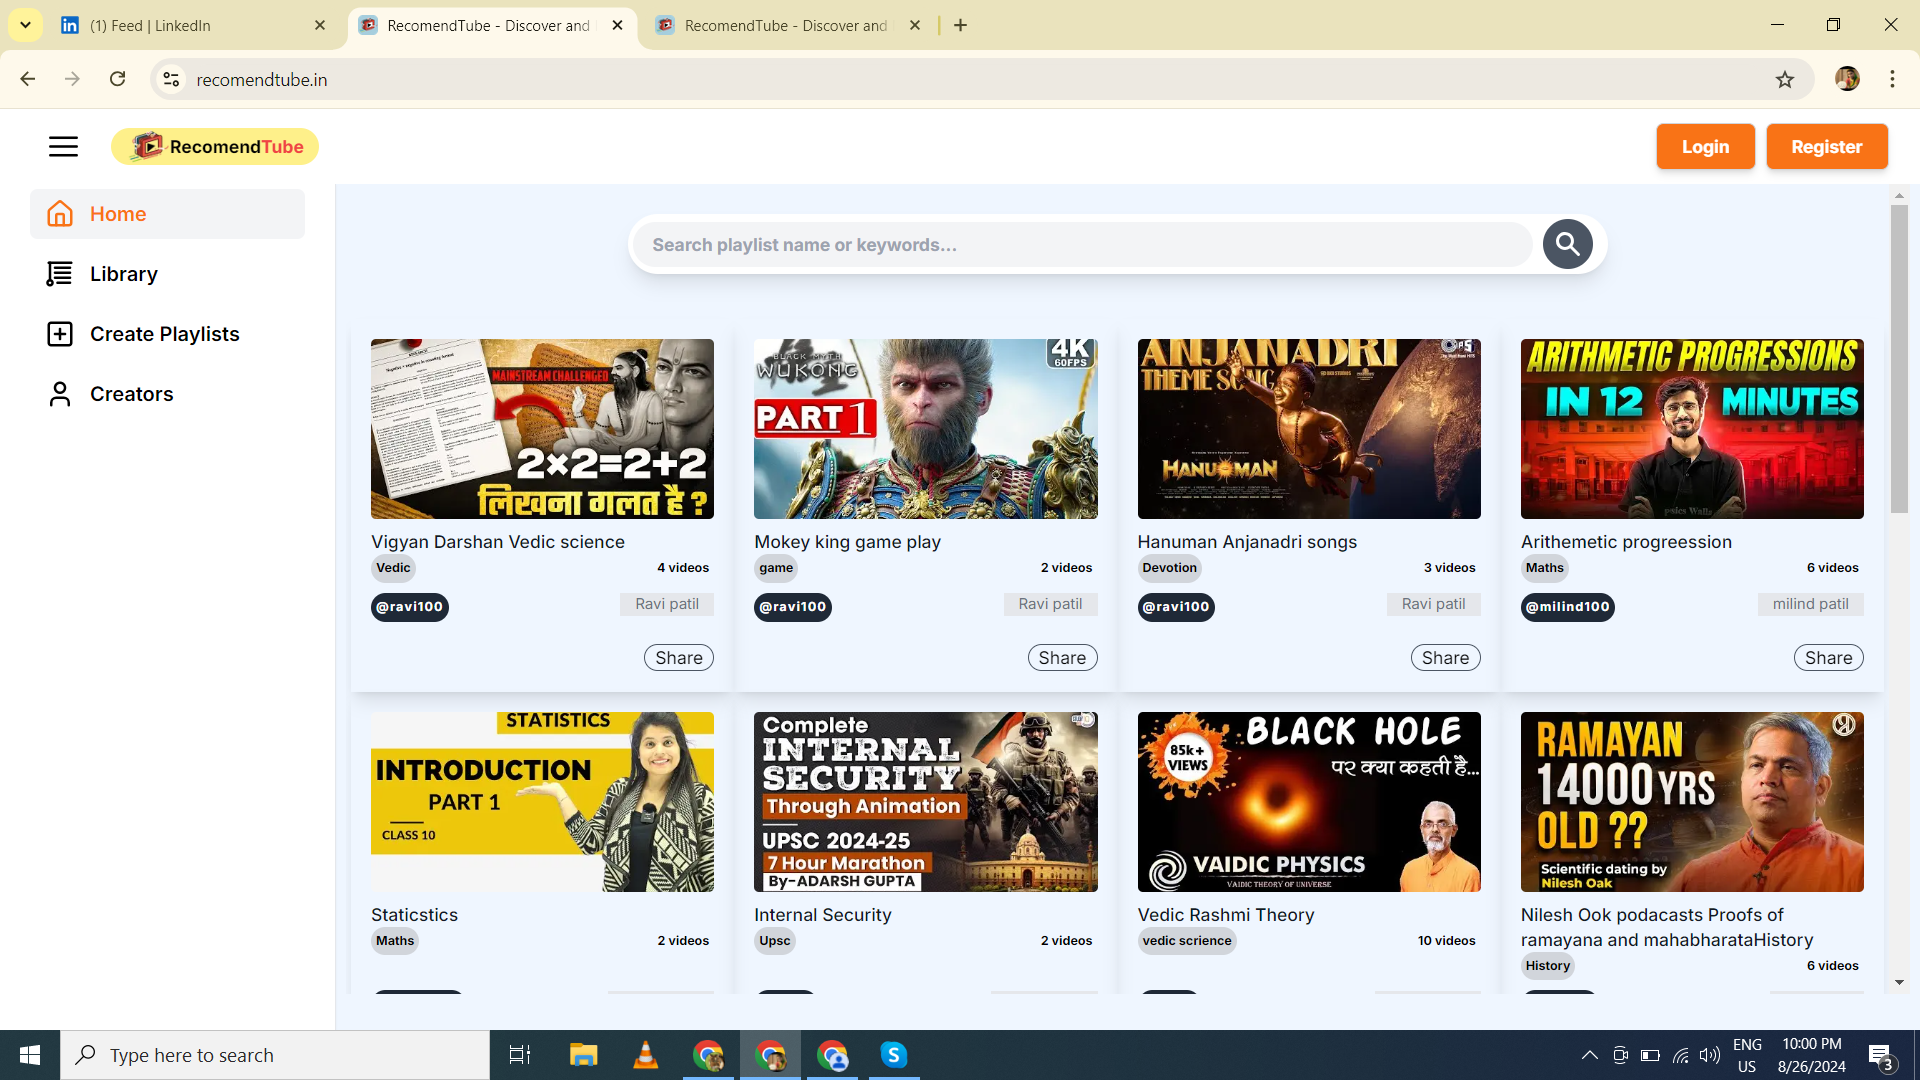 (1) Feed | LinkedIn
RecomendTube - Discover and
RecomendTube - Discover and
recomendtube.in
RecomendTube
Login
Register
Home
Library
Create Playlists
Creators
Search playlist name or keywords...
MAINSTREAM CHALLENGED
2×2=2+2
लिखना गलत है ?
BLACK MYTH
WUKONG
4K
60FPS
PART 1
ANJANADRI
THEME SONG
HANUMAN
ARITHMETIC PROGRESSIONS
IN 12 MINUTES
Vigyan Darshan Vedic science
Vedic
4 videos
@ravi100
Ravi patil
Share
Mokey king game play
game
2 videos
@ravi100
Ravi patil
Share
Hanuman Anjanadri songs
Devotion
3 videos
@ravi100
Ravi patil
Share
Arithemetic progreession
Maths
6 videos
@milind100
milind patil
Share
STATISTICS
INTRODUCTION
PART 1
CLASS 10
Complete
INTERNAL
SECURITY
Through Animation
UPSC 2024-25
7 Hour Marathon
By-ADARSH GUPTA
85k+
VIEWS
BLACK HOLE
पर क्या कहती है...
VAIDIC PHYSICS
VAIDIC THEORY OF UNIVERSE
RAMAYAN
14000 YRS
OLD ??
Scientific dating by
Nilesh Oak
Staticstics
Maths
2 videos
Internal Security
Upsc
2 videos
Vedic Rashmi Theory
vedic scrience
10 videos
Nilesh Ook podacasts Proofs of
ramayana and mahabharataHistory
History
6 videos
Type here to search
ENG
US
10:00 PM
8/26/2024
3